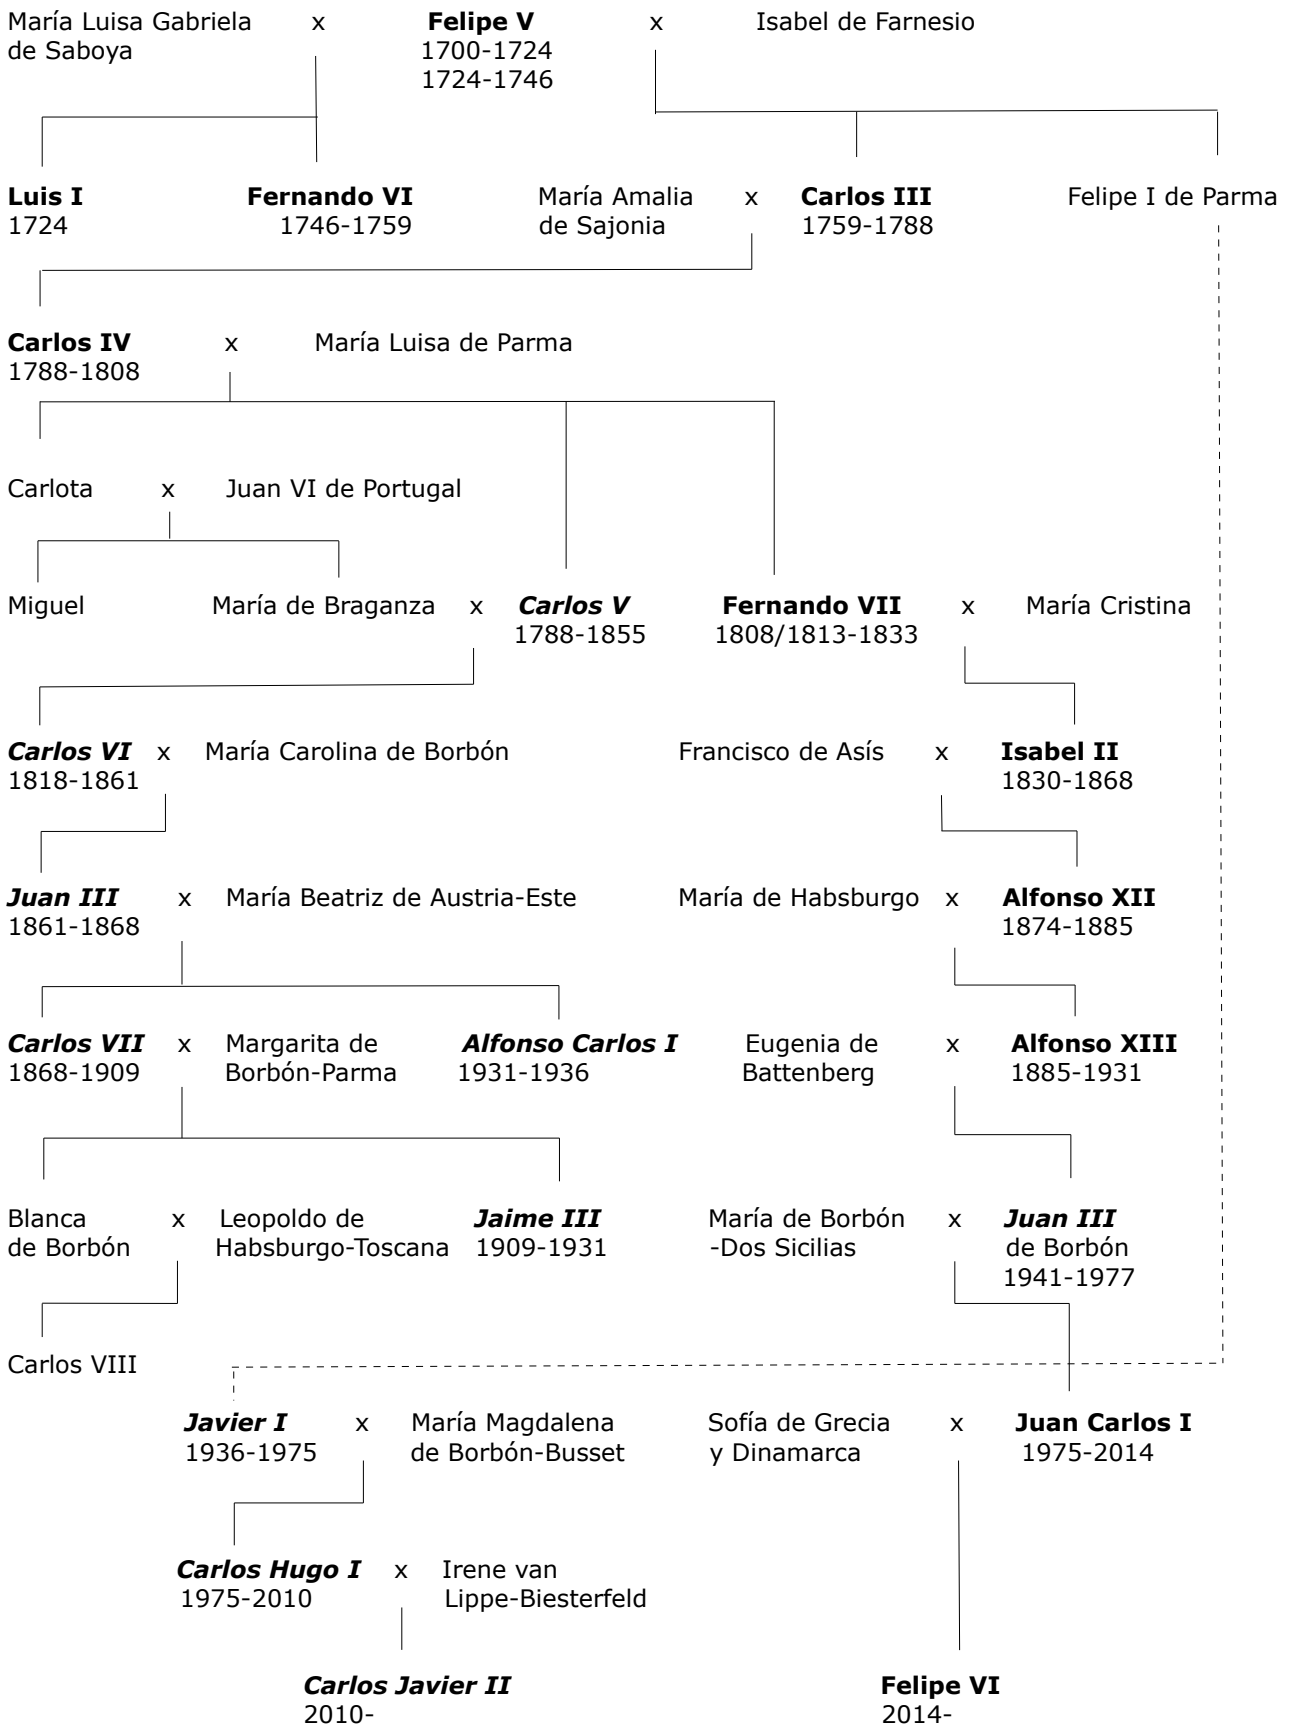 María Luisa Gabriela x Felipe V x Isabel de Farnesio
de Saboya 1700-1724
1724-1746
Luis I Fernando VI María Amalia x Carlos III Felipe I de Parma
1724 1746-1759 de Sajonia 1759-1788
Carlos IV x María Luisa de Parma
1788-1808
Carlota x Juan VI de Portugal
Miguel María de Braganza x Carlos V Fernando VII x María Cristina
1788-1855 1808/1813-1833
Carlos VI x María Carolina de Borbón Francisco de Asís x Isabel II
1818-1861 1830-1868
Juan III x María Beatriz de Austria-Este María de Habsburgo x Alfonso XII
1861-1868 1874-1885
Carlos VII x Margarita de Alfonso Carlos I Eugenia de x Alfonso XIII
1868-1909 Borbón-Parma 1931-1936 Battenberg 1885-1931
Blanca x Leopoldo de Jaime III María de Borbón x Juan III
de Borbón Habsburgo-Toscana 1909-1931 -Dos Sicilias de Borbón
1941-1977
Carlos VIII
Javier I x María Magdalena Sofía de Grecia x Juan Carlos I
1936-1975 de Borbón-Busset y Dinamarca 1975-2014
Carlos Hugo I x Irene van
1975-2010 Lippe-Biesterfeld
Carlos Javier II Felipe VI
2010- 2014-